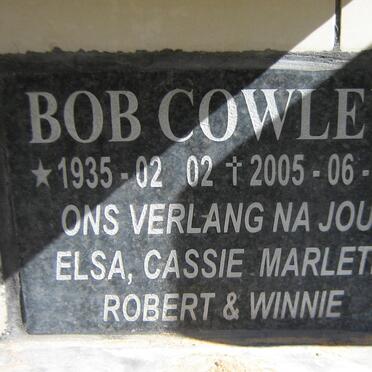 BOB COWLE
★ 1935 - 02 02 † 2005 - 06 -
ONS VERLANG NA JOU
ELSA, CASSIE MARLET
ROBERT & WINNIE